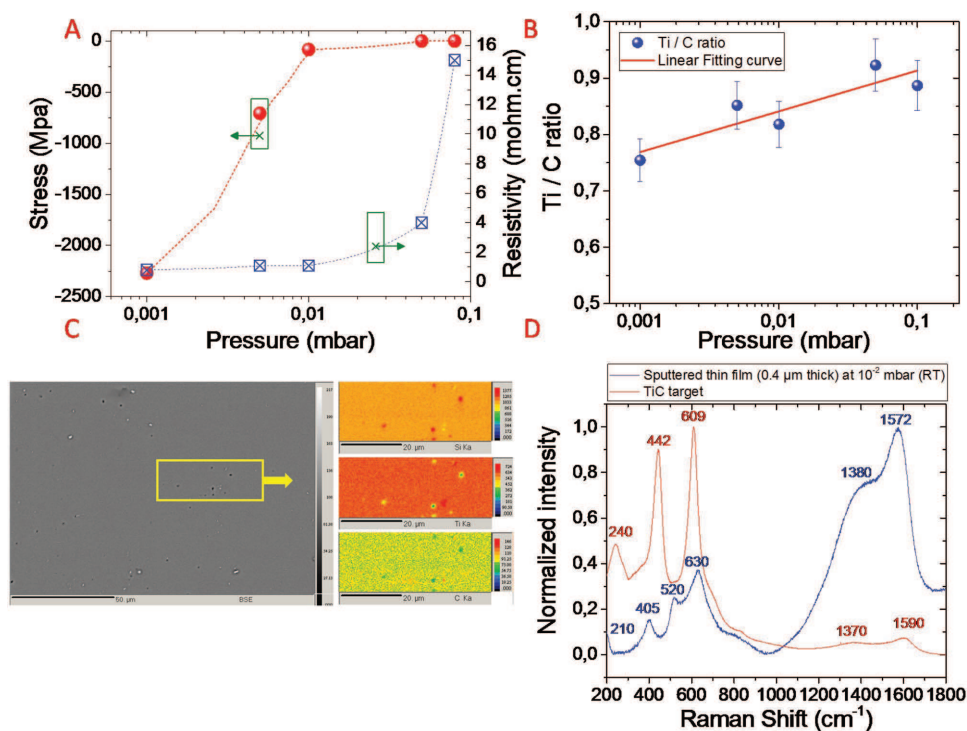 A
0
-500
-1000
-1500
-2000
-2500
Stress (Mpa)
16
14
12
10
8
6
4
2
0
Resistivity (mohm.cm)
0,001
0,01
0,1
Pressure (mbar)
B
1,0
0,9
0,8
0,7
0,6
0,5
Ti / C ratio
Ti / C ratio
Linear Fitting curve
0,001
0,01
0,1
Pressure (mbar)
C
50 μm
BSE
20 μm
Si Ka
20 μm
Ti Ka
20 μm
C Ka
D
Sputtered thin film (0.4 μm thick) at 10⁻² mbar (RT)
TiC target
1,0
0,8
0,6
0,4
0,2
0,0
Normalized intensity
240
442
609
1370
1590
210
405
520
630
1380
1572
200 400 600 800 1000 1200 1400 1600 1800
Raman Shift (cm⁻¹)